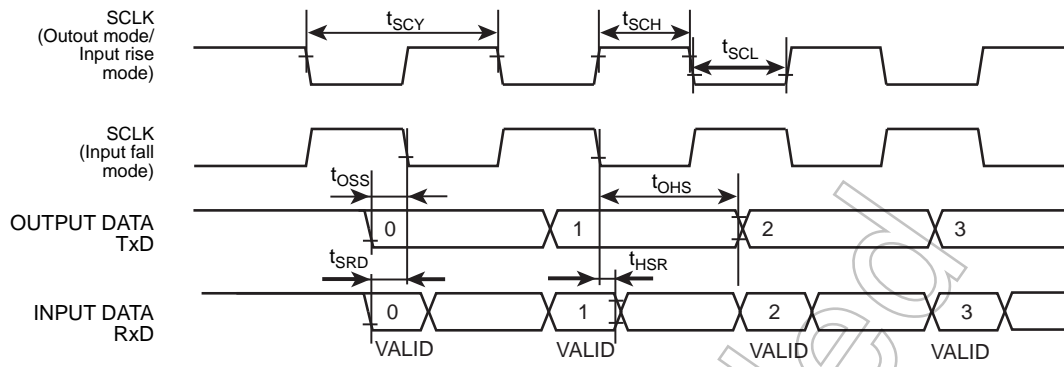 SCLK
(Outout mode/
Input rise
mode)
tSCY
tSCH
tSCL
SCLK
(Input fall
mode)
tOSS
tOHS
OUTPUT DATA
TxD
0
1
2
3
tSRD
tHSR
INPUT DATA
RxD
0
1
2
3
VALID
VALID
VALID
VALID